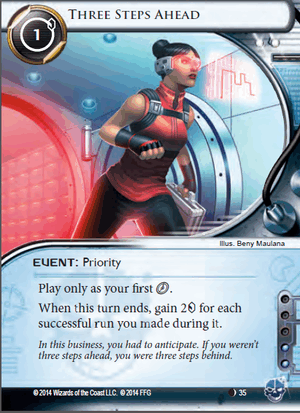 THREE STEPS AHEAD
1
Illus. Beny Maulana
EVENT: Priority
Play only as your first
When this turn ends, gain 2 for each
successful run you made during it.
In this business, you had to anticipate. If you weren't
three steps ahead, you were three steps behind.
© 2014 Wizards of the Coast LLC. © 2014 FFG
35